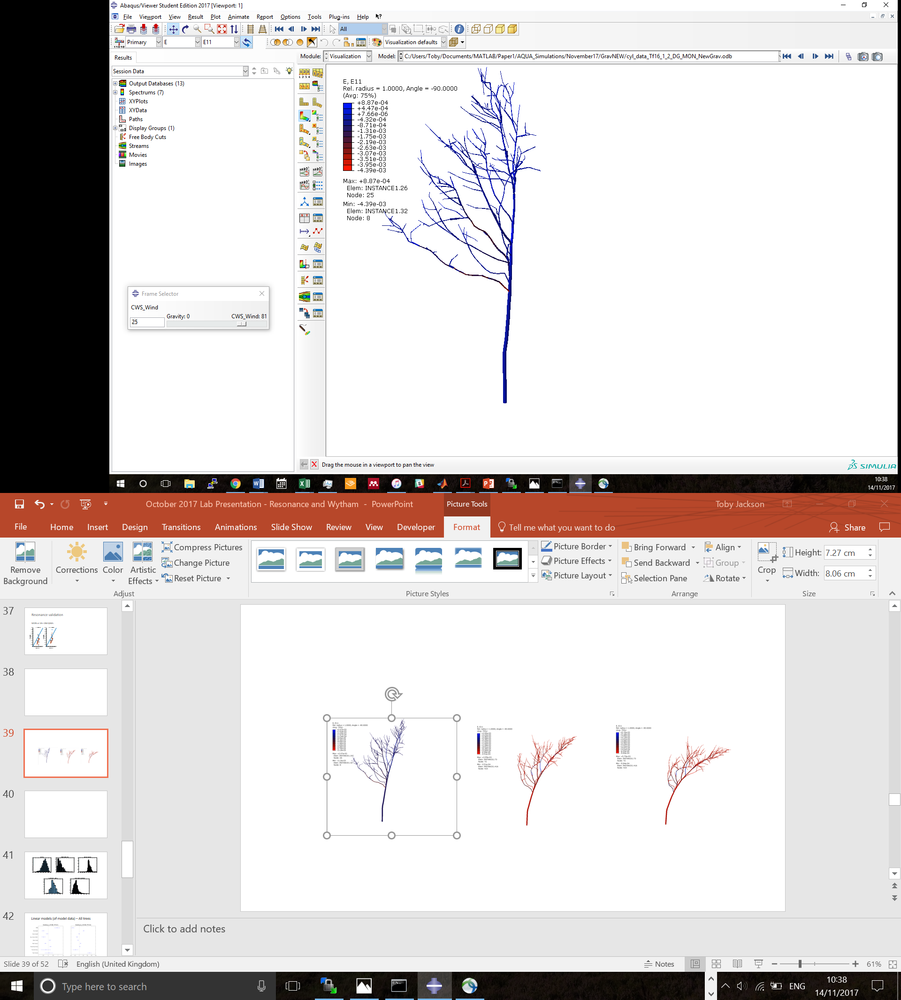 Abaqus/Viewer Student Edition 2017 [Viewport: 1]
File Viewport View Result Plot Animate Report Options Tools Plug-ins Help
All
Primary E E11 Visualization defaults
Results
Module: Visualization Model: C:/Users/Toby/Documents/MATLAB/Paper1/AQUA_Simulations/November17/GravNEW/cyl_data_Tf16_1_2_DG_MON_NewGrav.odb
Session Data
Output Databases (13)
Spectrums (7)
XYPlots
XYData
Paths
Display Groups (1)
Free Body Cuts
Streams
Movies
Images
E, E11
Rel. radius = 1.0000, Angle = -90.0000
(Avg: 75%)
+8.87e-04
+4.47e-04
+7.66e-06
-4.32e-04
-8.71e-04
-1.31e-03
-1.75e-03
-2.19e-03
-2.63e-03
-3.07e-03
-3.51e-03
-3.95e-03
-4.39e-03
Max: +8.87e-04
Elem: INSTANCE1.26
Node: 25
Min: -4.39e-03
Elem: INSTANCE1.32
Node: 8
Frame Selector
CWS_Wind
Gravity: 0 CWS_Wind: 81
25
Drag the mouse in a viewport to pan the view
SIMULIA
10:38
14/11/2017
October 2017 Lab Presentation - Resonance and Wytham - PowerPoint
Picture Tools
Toby Jackson
File Home Insert Design Transitions Animations Slide Show Review View Developer Format Tell me what you want to do Share
Remove Background
Corrections
Color
Artistic Effects
Compress Pictures
Change Picture
Reset Picture
Adjust
Picture Styles
Picture Border
Picture Effects
Picture Layout
Bring Forward
Send Backward
Selection Pane
Align
Group
Rotate
Arrange
Crop
Height: 7.27 cm
Width: 8.06 cm
Size
37
Resonance validation
38
39
40
41
42
Linear models (of model data) – All trees
E, E11
Rel. radius = 1.0000, Angle = -90.0000
(Avg: 75%)
Click to add notes
Slide 39 of 52 English (United Kingdom)
Notes
61%
Type here to search
ENG
10:38
14/11/2017